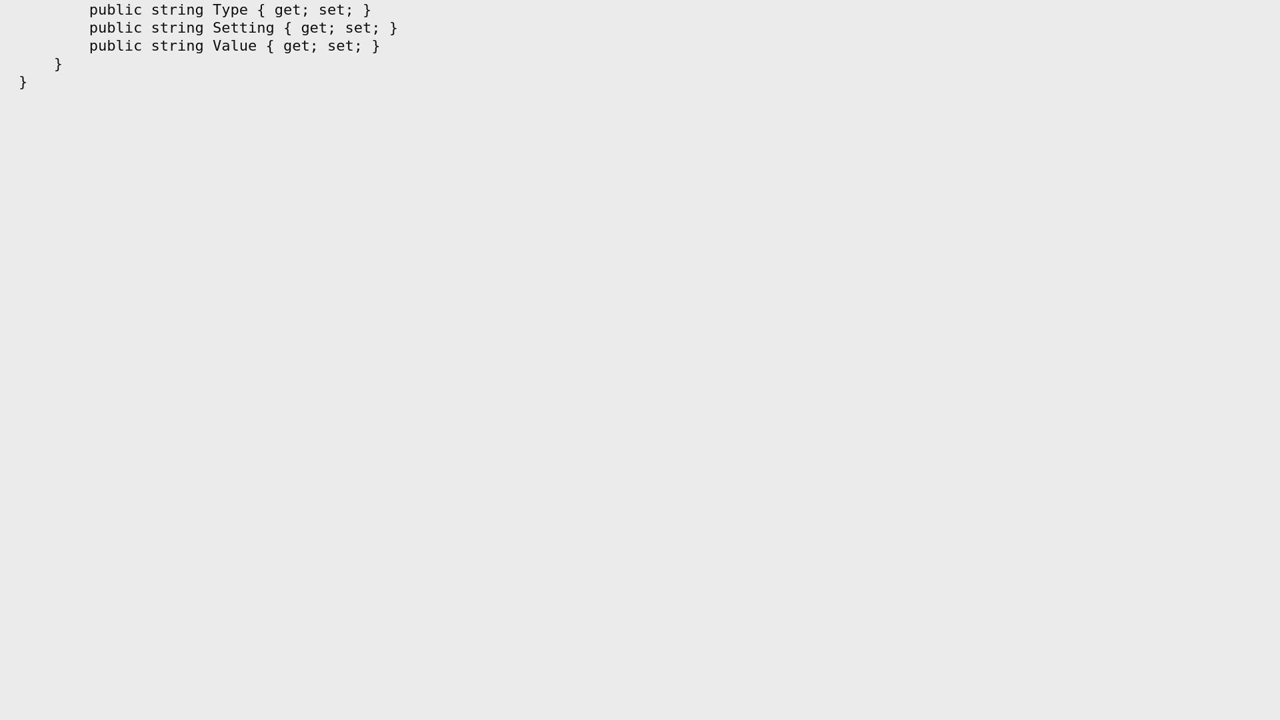 public string Type { get; set; }
        public string Setting { get; set; }
        public string Value { get; set; }
    }
}